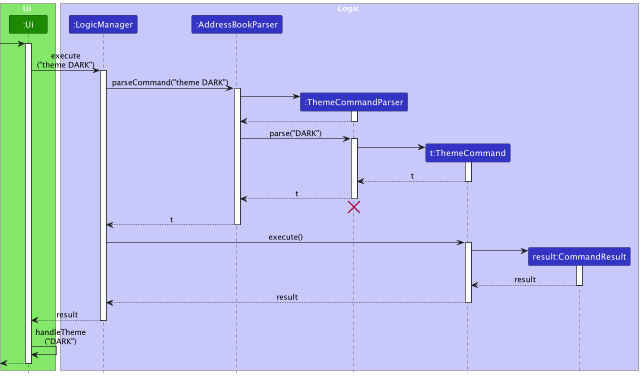 Ui
Logic
:Ui
:LogicManager
:AddressBookParser
execute
("theme DARK")
parseCommand("theme DARK")
:ThemeCommandParser
parse("DARK")
t:ThemeCommand
t
t
t
execute()
result:CommandResult
result
result
result
handleTheme
("DARK")